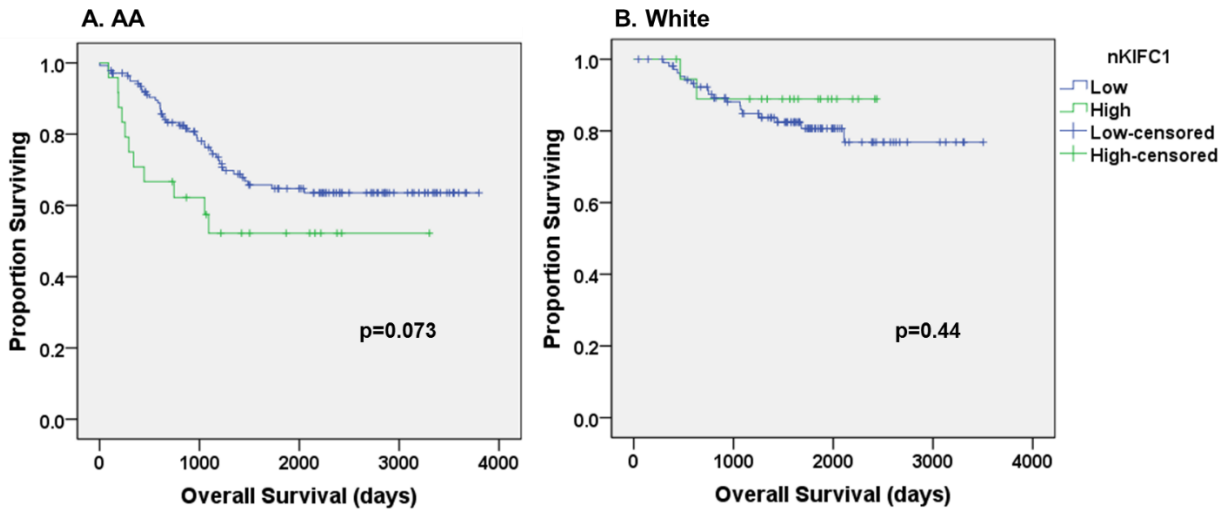 A. AA
B. White
Proportion Surviving
1.0
0.8
0.6
0.4
0.2
0.0
p=0.073
0 1000 2000 3000 4000
Overall Survival (days)
Proportion Surviving
1.0
0.8
0.6
0.4
0.2
0.0
p=0.44
0 1000 2000 3000 4000
Overall Survival (days)
nKIFC1
Low
High
Low-censored
High-censored